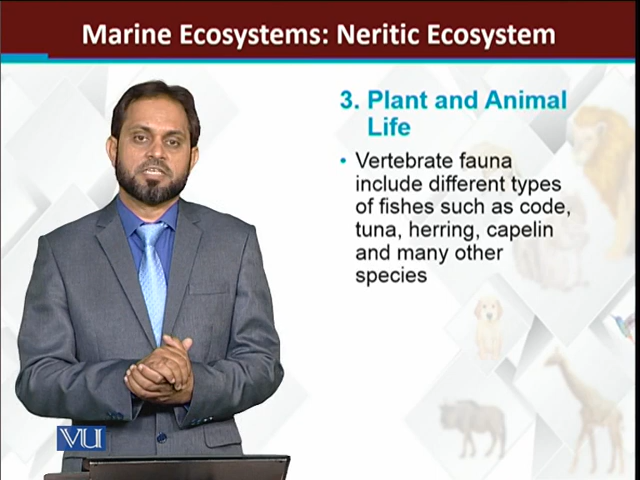 Marine Ecosystems: Neritic Ecosystem
3. Plant and Animal
Life
• Vertebrate fauna
include different types
of fishes such as code,
tuna, herring, capelin
and many other
species
VU